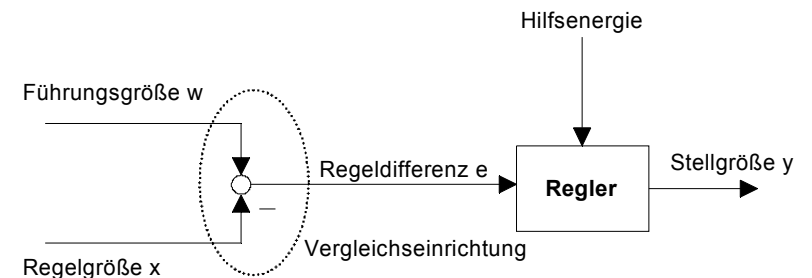 Hilfsenergie
Führungsgröße w
Regeldifferenz e
Regler
Stellgröße y
–
Vergleichseinrichtung
Regelgröße x